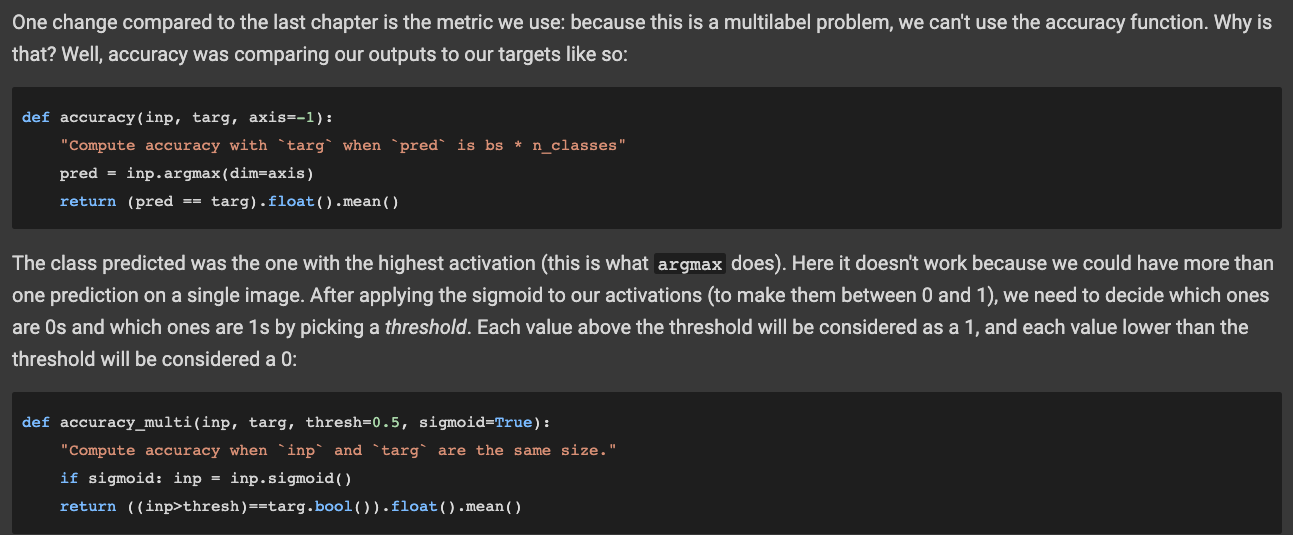 One change compared to the last chapter is the metric we use: because this is a multilabel problem, we can't use the accuracy function. Why is
that? Well, accuracy was comparing our outputs to our targets like so:
def accuracy(inp, targ, axis=-1):
    "Compute accuracy with `targ` when `pred` is bs * n_classes"
    pred = inp.argmax(dim=axis)
    return (pred == targ).float().mean()
The class predicted was the one with the highest activation (this is what argmax does). Here it doesn't work because we could have more than
one prediction on a single image. After applying the sigmoid to our activations (to make them between 0 and 1), we need to decide which ones
are 0s and which ones are 1s by picking a threshold. Each value above the threshold will be considered as a 1, and each value lower than the
threshold will be considered a 0:
def accuracy_multi(inp, targ, thresh=0.5, sigmoid=True):
    "Compute accuracy when `inp` and `targ` are the same size."
    if sigmoid: inp = inp.sigmoid()
    return ((inp>thresh)==targ.bool()).float().mean()